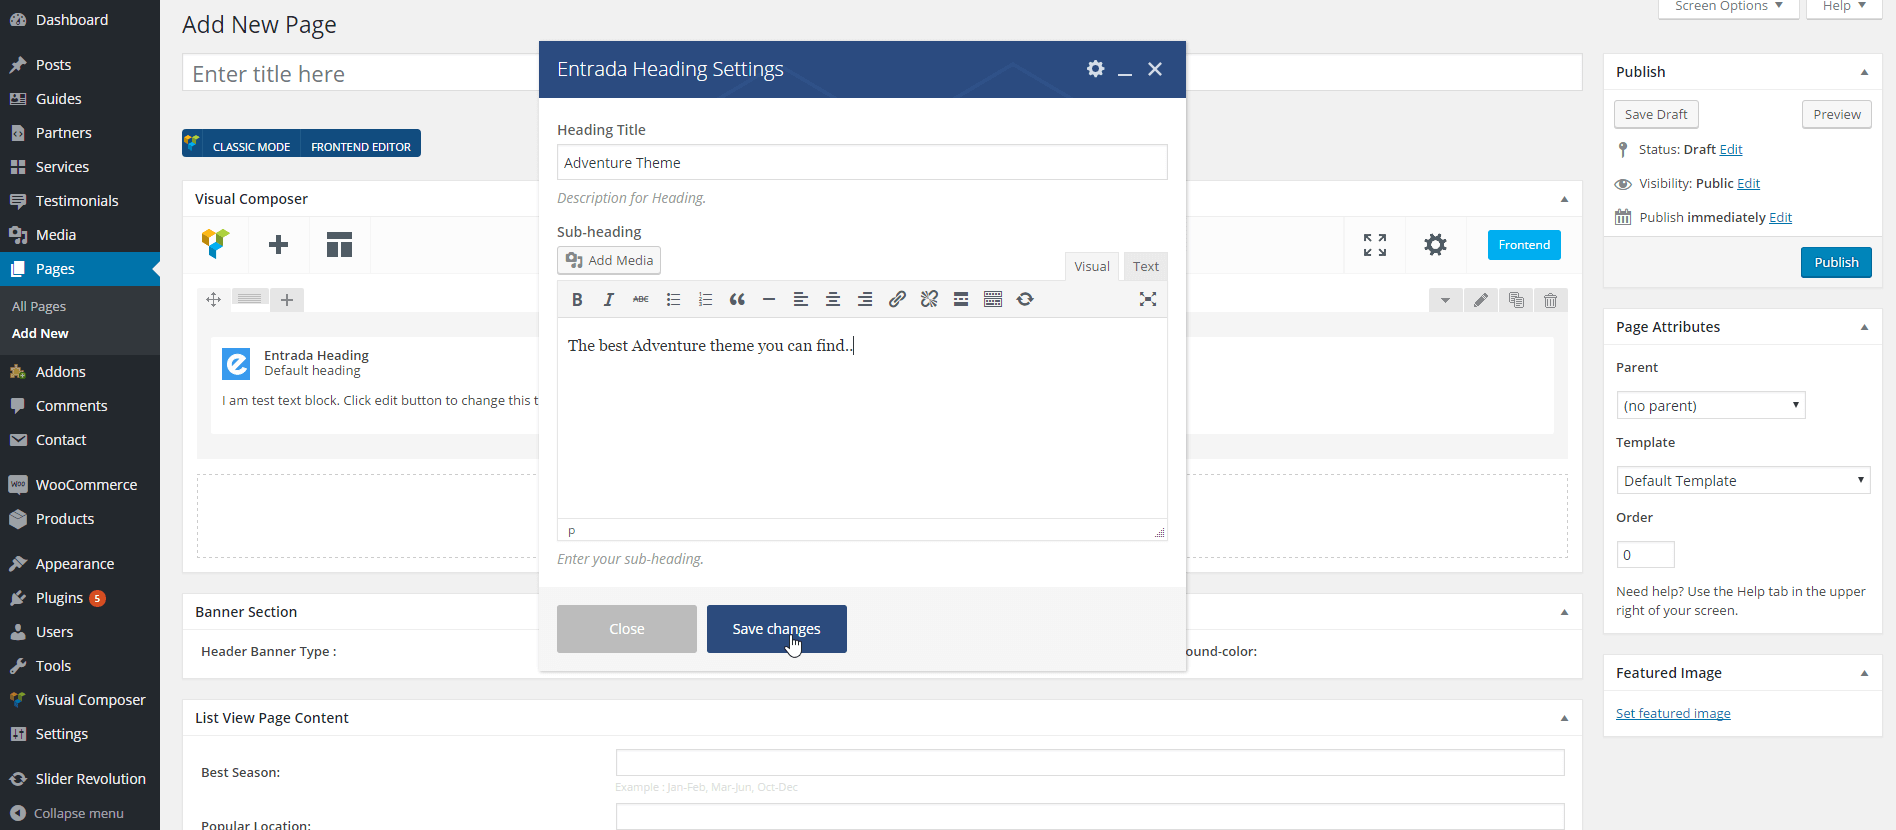 Dashboard
Posts
Guides
Partners
Services
Testimonials
Media
Pages
All Pages
Add New
Addons
Comments
Contact
WooCommerce
Products
Appearance
Plugins 5
Users
Tools
Visual Composer
Settings
Slider Revolution
Collapse menu
Screen Options
Help
Add New Page
Enter title here
CLASSIC MODE
FRONTEND EDITOR
Visual Composer
Frontend
Entrada Heading
Default heading
I am test text block. Click edit button to change this t
Banner Section
Header Banner Type :
ound-color:
List View Page Content
Best Season:
Example : Jan-Feb, Mar-Jun, Oct-Dec
Popular Location:
Entrada Heading Settings
Heading Title
Adventure Theme
Description for Heading.
Sub-heading
Add Media
Visual
Text
B I ABC
The best Adventure theme you can find..
p
Enter your sub-heading.
Close
Save changes
Publish
Save Draft
Preview
Status: Draft Edit
Visibility: Public Edit
Publish immediately Edit
Publish
Page Attributes
Parent
(no parent)
Template
Default Template
Order
0
Need help? Use the Help tab in the upper
right of your screen.
Featured Image
Set featured image